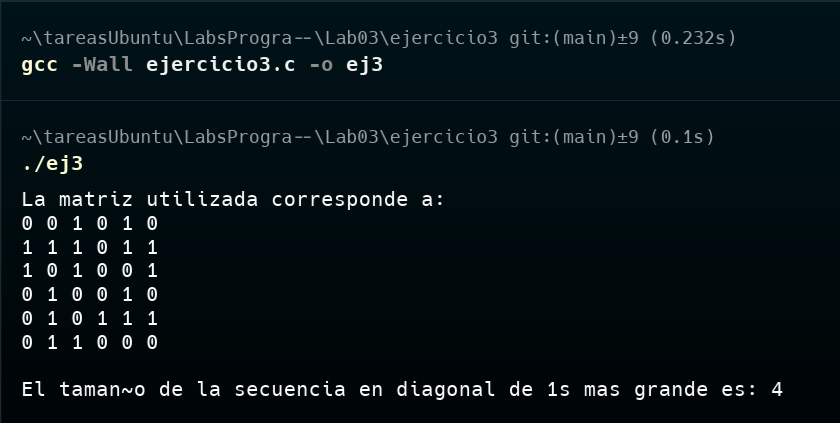 ~\tareasUbuntu\LabsProgra--\Lab03\ejercicio3 git:(main)±9 (0.232s)
gcc -Wall ejercicio3.c -o ej3
~\tareasUbuntu\LabsProgra--\Lab03\ejercicio3 git:(main)±9 (0.1s)
./ej3
La matriz utilizada corresponde a:
0 0 1 0 1 0
1 1 1 0 1 1
1 0 1 0 0 1
0 1 0 0 1 0
0 1 0 1 1 1
0 1 1 0 0 0
El taman~o de la secuencia en diagonal de 1s mas grande es: 4